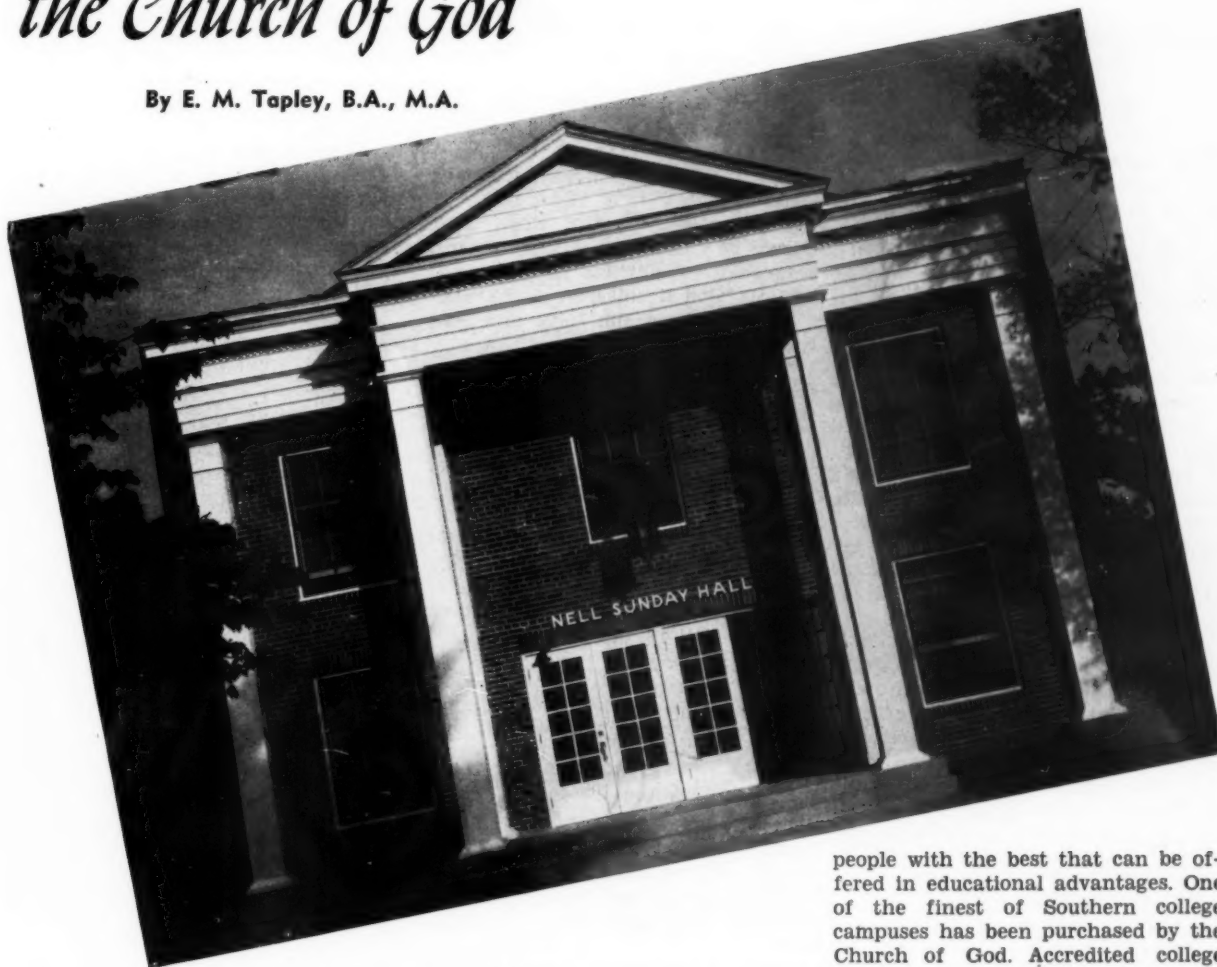 the Church of God
By E. M. Tapley, B.A., M.A.
NELL SUNDAY HALL
people with the best that can be of-
fered in educational advantages. One
of the finest of Southern college
campuses has been purchased by the
Church of God. Accredited college